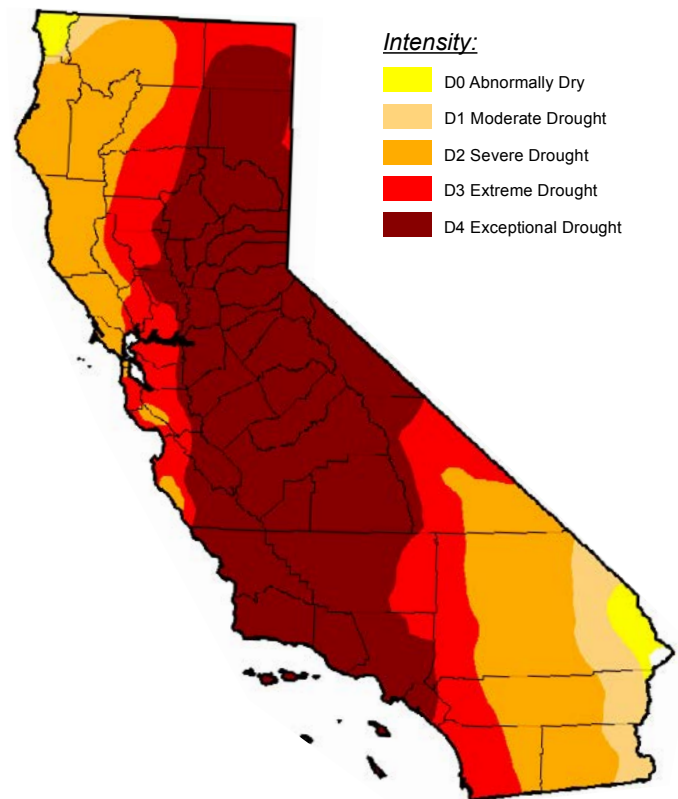 Intensity:
D0 Abnormally Dry
D1 Moderate Drought
D2 Severe Drought
D3 Extreme Drought
D4 Exceptional Drought